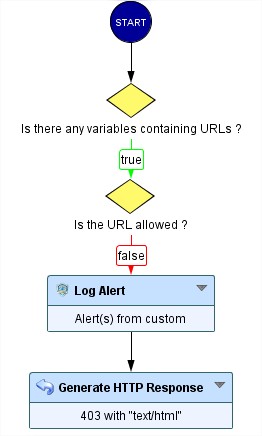 START
Is there any variables containing URLs ?
true
Is the URL allowed ?
false
Log Alert
Alert(s) from custom
Generate HTTP Response
403 with "text/html"